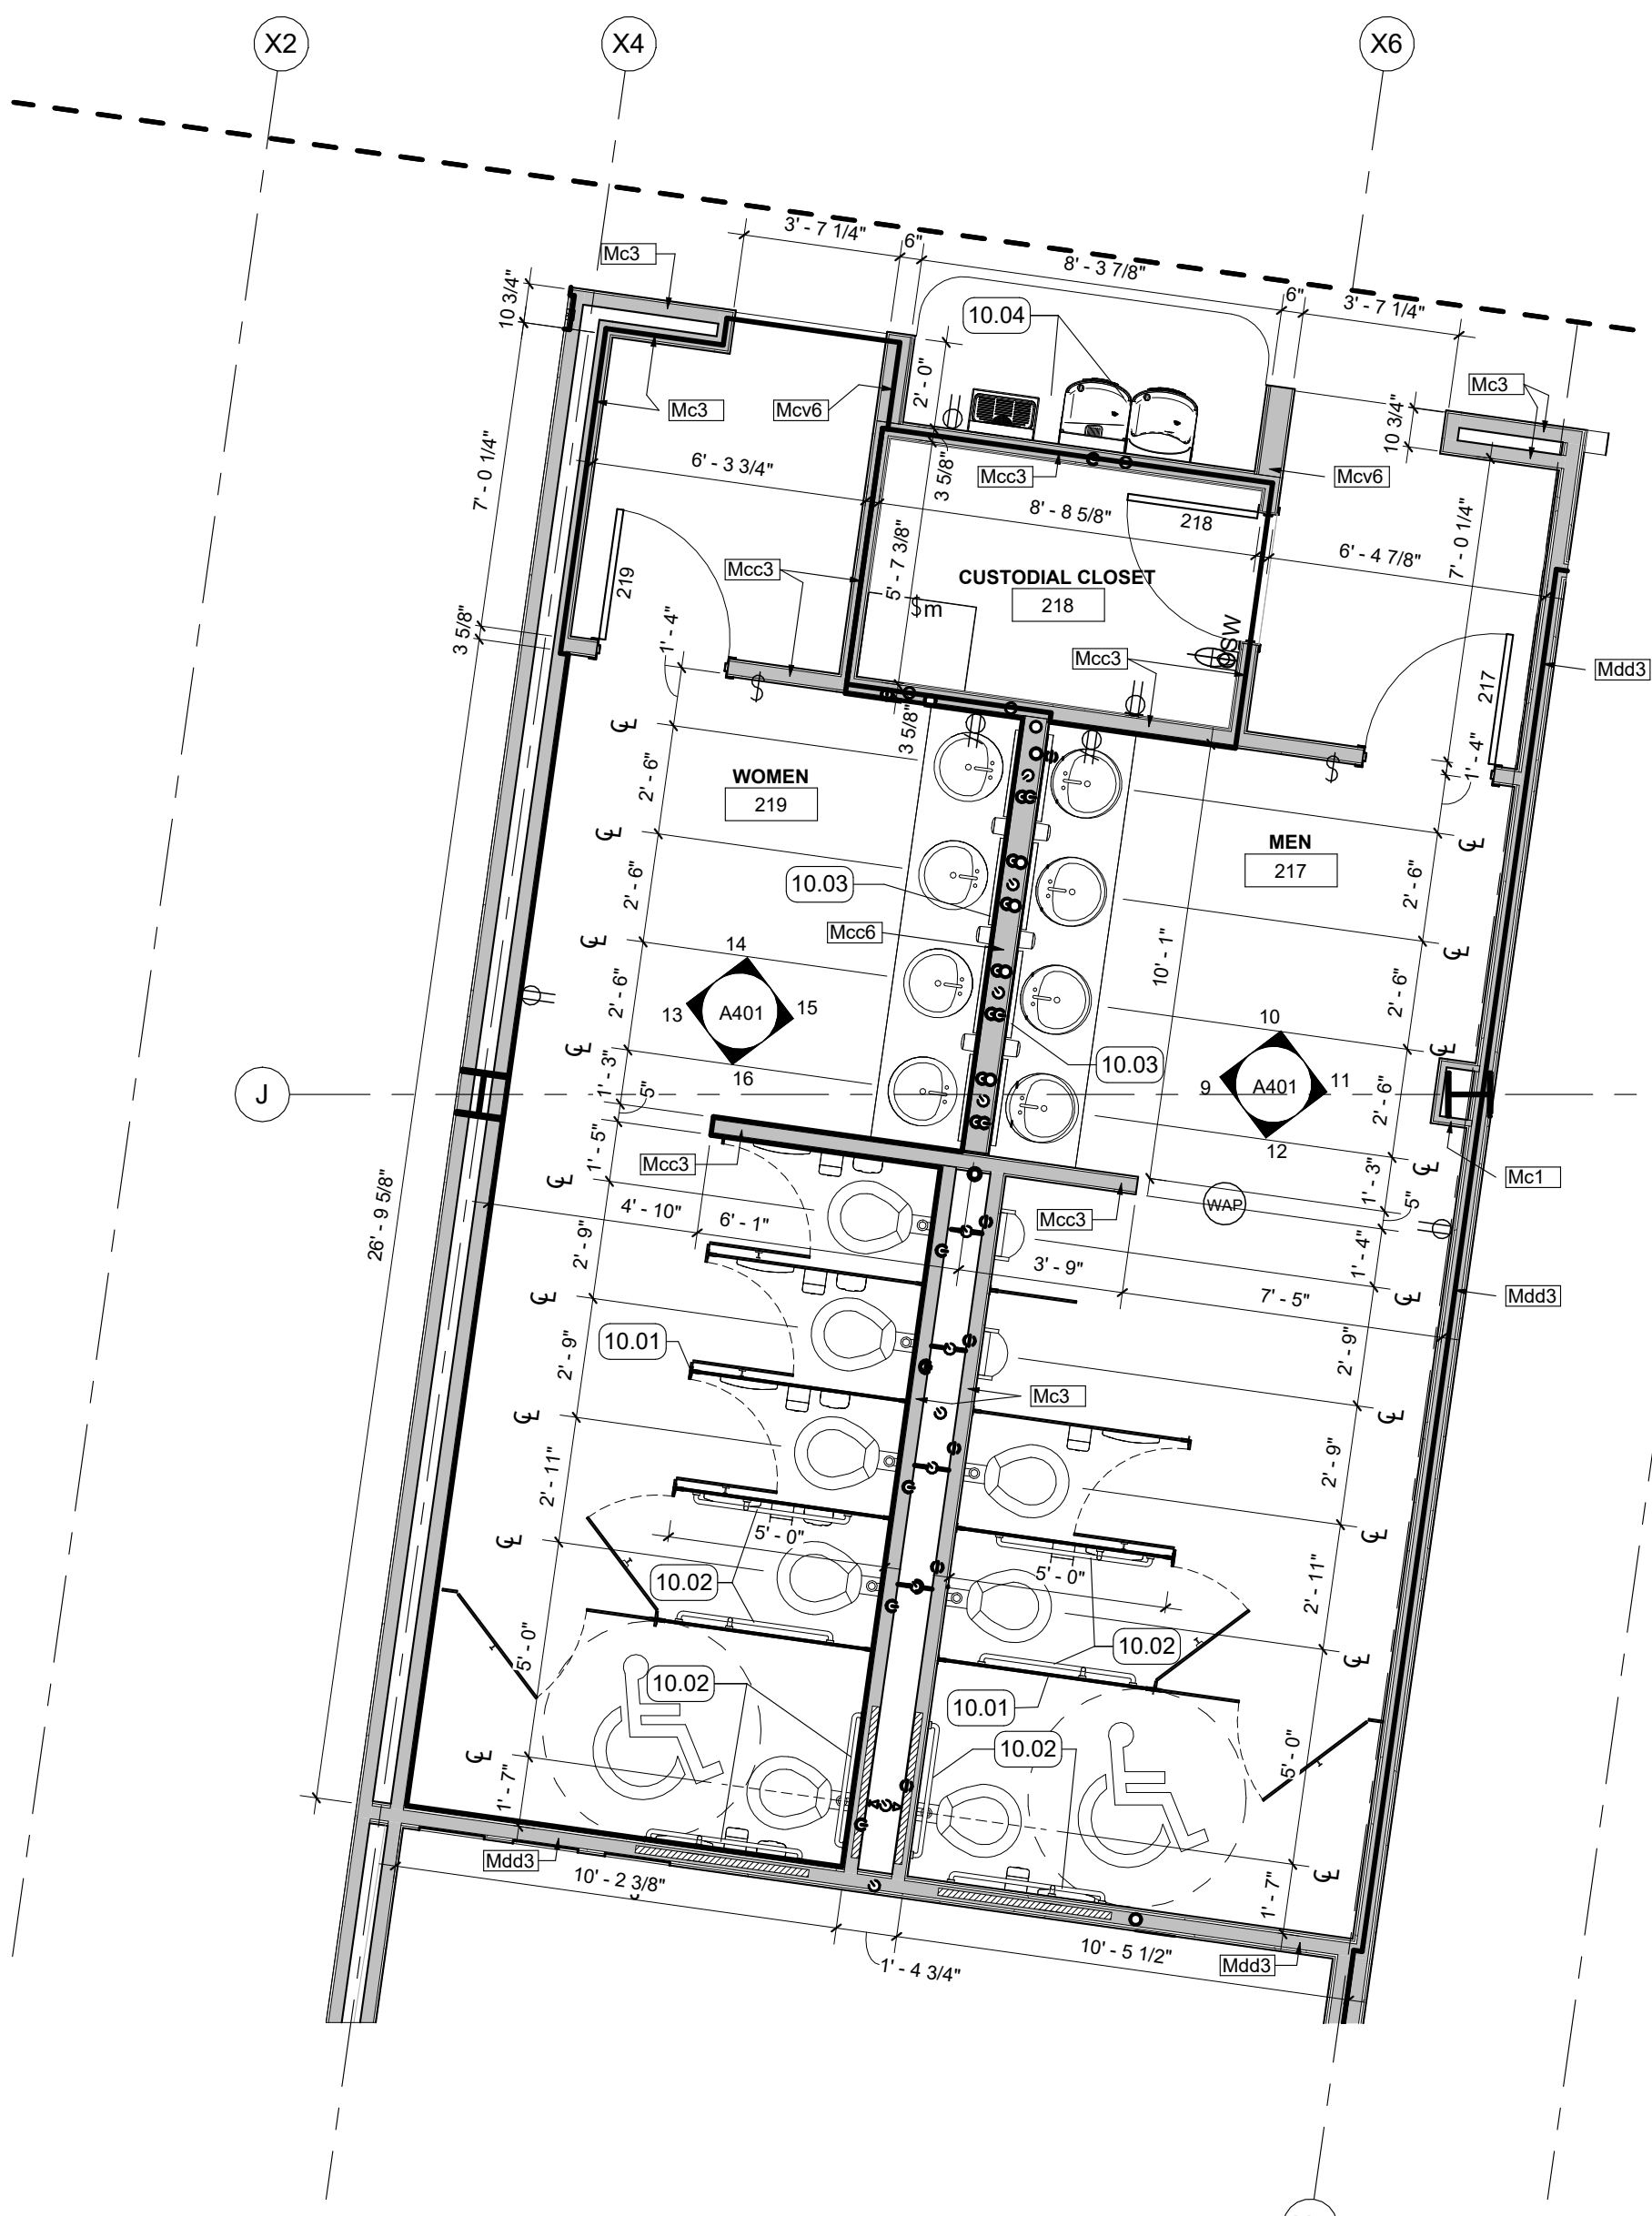 X2
X4
X6
3' - 7 1/4"
6"
8' - 3 7/8"
6"
3' - 7 1/4"
Mc3
10 3/4"
10.04
2' - 0"
Mc3
Mc3
Mcv6
10 3/4"
7' - 0 1/4"
6' - 3 3/4"
3 5/8"
Mcc3
Mcv6
8' - 8 5/8"
218
7' - 0 1/4"
6' - 4 7/8"
219
Mcc3
5' - 7 3/8"
CUSTODIAL CLOSET
218
$m
SW
3 5/8"
1' - 4"
Mcc3
Mdd3
217
$
3 5/8"
$
1' - 4"
WOMEN
219
2' - 6"
MEN
217
10.03
2' - 6"
2' - 6"
Mcc6
14
13
A401
15
16
2' - 6"
10' - 1"
2' - 6"
10
9
A401
11
12
10.03
J
1' - 3"
5"
2' - 6"
1' - 5"
Mcc3
Mc1
1' - 3"
5"
4' - 10"
6' - 1"
Mcc3
WAP
26' - 9 5/8"
2' - 9"
3' - 9"
1' - 4"
7' - 5"
Mdd3
10.01
2' - 9"
2' - 9"
Mc3
2' - 11"
2' - 9"
5' - 0"
5' - 0"
10.02
2' - 11"
5' - 0"
10.02
10.02
10.01
10.02
5' - 0"
1' - 7"
Mdd3
10' - 2 3/8"
1' - 7"
10' - 5 1/2"
Mdd3
1' - 4 3/4"